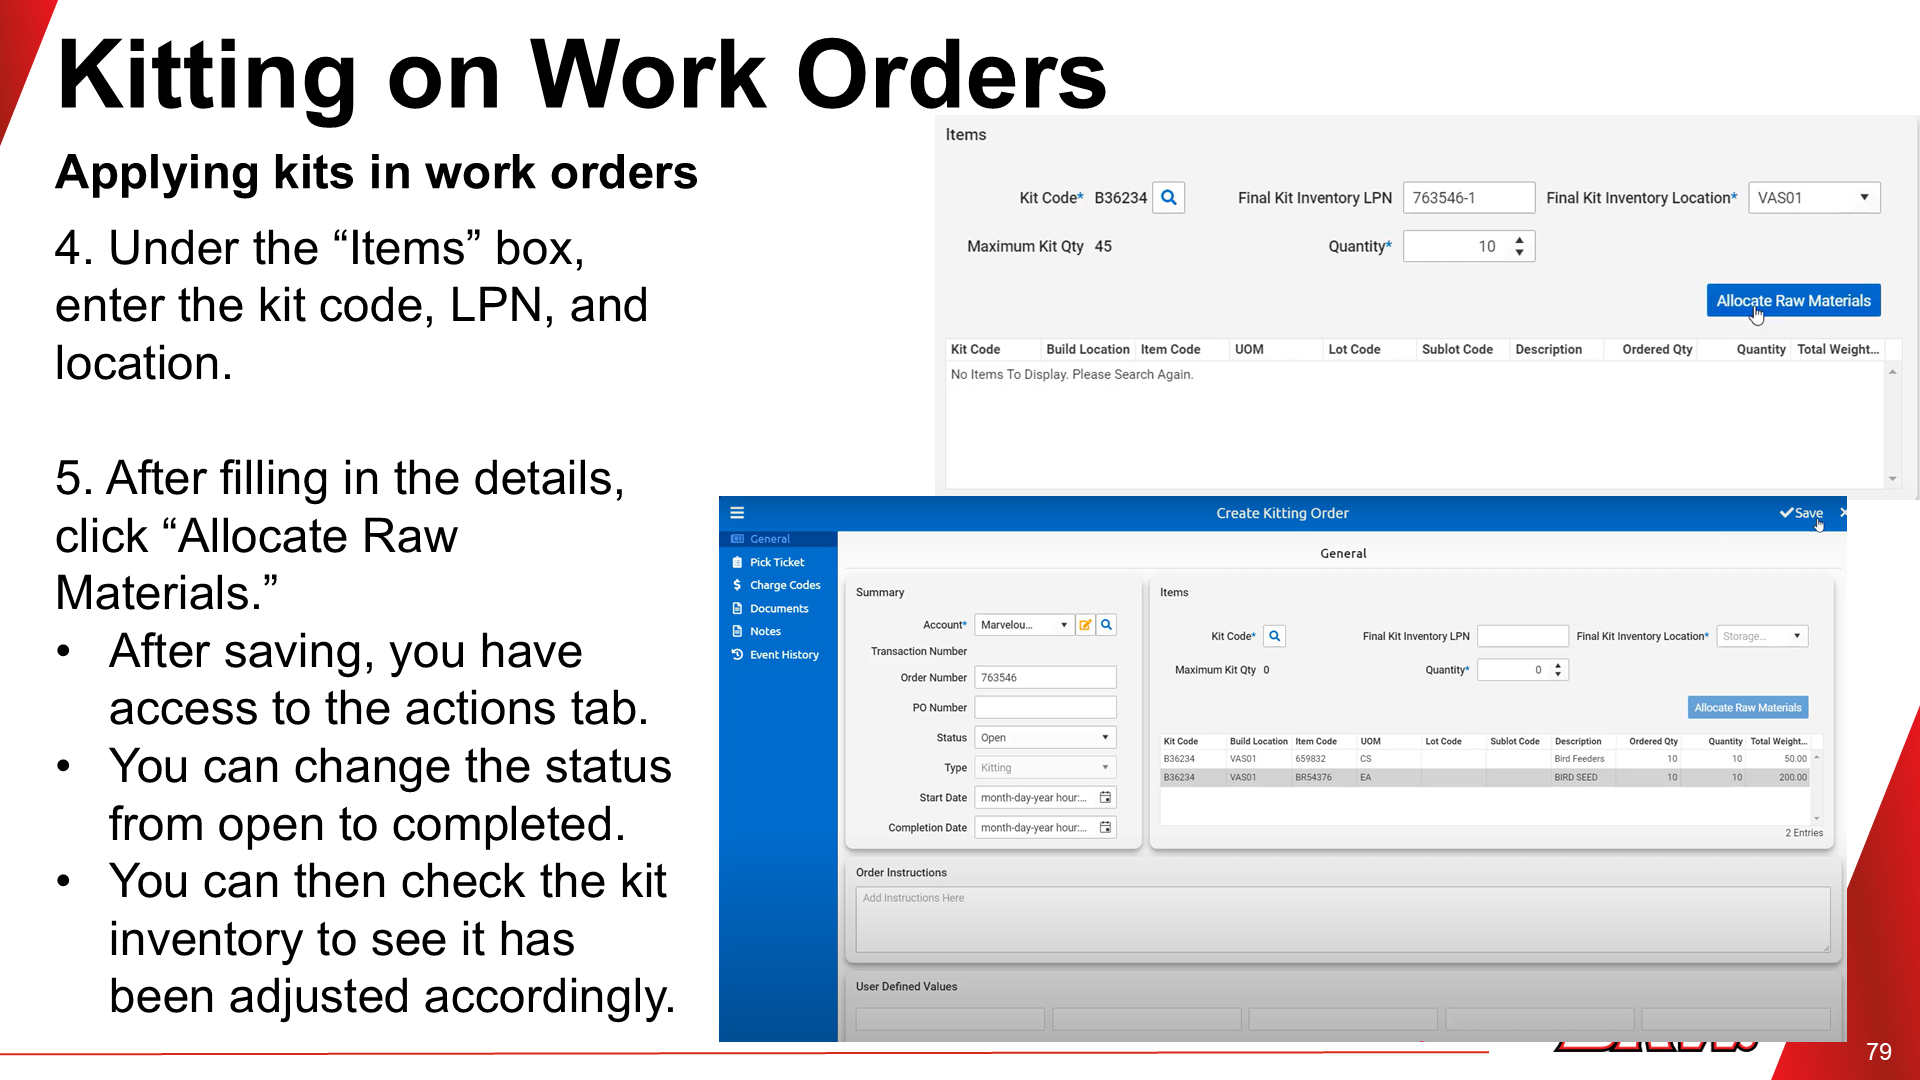 Kitting on Work Orders
Applying kits in work orders
4. Under the “Items” box,
enter the kit code, LPN, and
location.
5. After filling in the details,
click “Allocate Raw
Materials.”
• After saving, you have
access to the actions tab.
• You can change the status
from open to completed.
• You can then check the kit
inventory to see it has
been adjusted accordingly.
Items
Kit Code* B36234 Final Kit Inventory LPN 763546-1 Final Kit Inventory Location* VAS01
Maximum Kit Qty 45 Quantity* 10
Allocate Raw Materials
Kit Code Build Location Item Code UOM Lot Code Sublot Code Description Ordered Qty Quantity Total Weight...
No Items To Display. Please Search Again.
Create Kitting Order Save
General
Pick Ticket
Charge Codes
Documents
Notes
Event History
General
Summary
Account* Marvelou...
Transaction Number
Order Number 763546
PO Number
Status Open
Type Kitting
Start Date month-day-year hour:...
Completion Date month-day-year hour:...
Items
Kit Code* Final Kit Inventory LPN Final Kit Inventory Location* Storage...
Maximum Kit Qty 0 Quantity* 0
Allocate Raw Materials
Kit Code Build Location Item Code UOM Lot Code Sublot Code Description Ordered Qty Quantity Total Weight...
B36234 VAS01 659832 CS Bird Feeders 10 10 50.00
B36234 VAS01 BR54376 EA BIRD SEED 10 10 200.00
2 Entries
Order Instructions
Add Instructions Here
User Defined Values
79